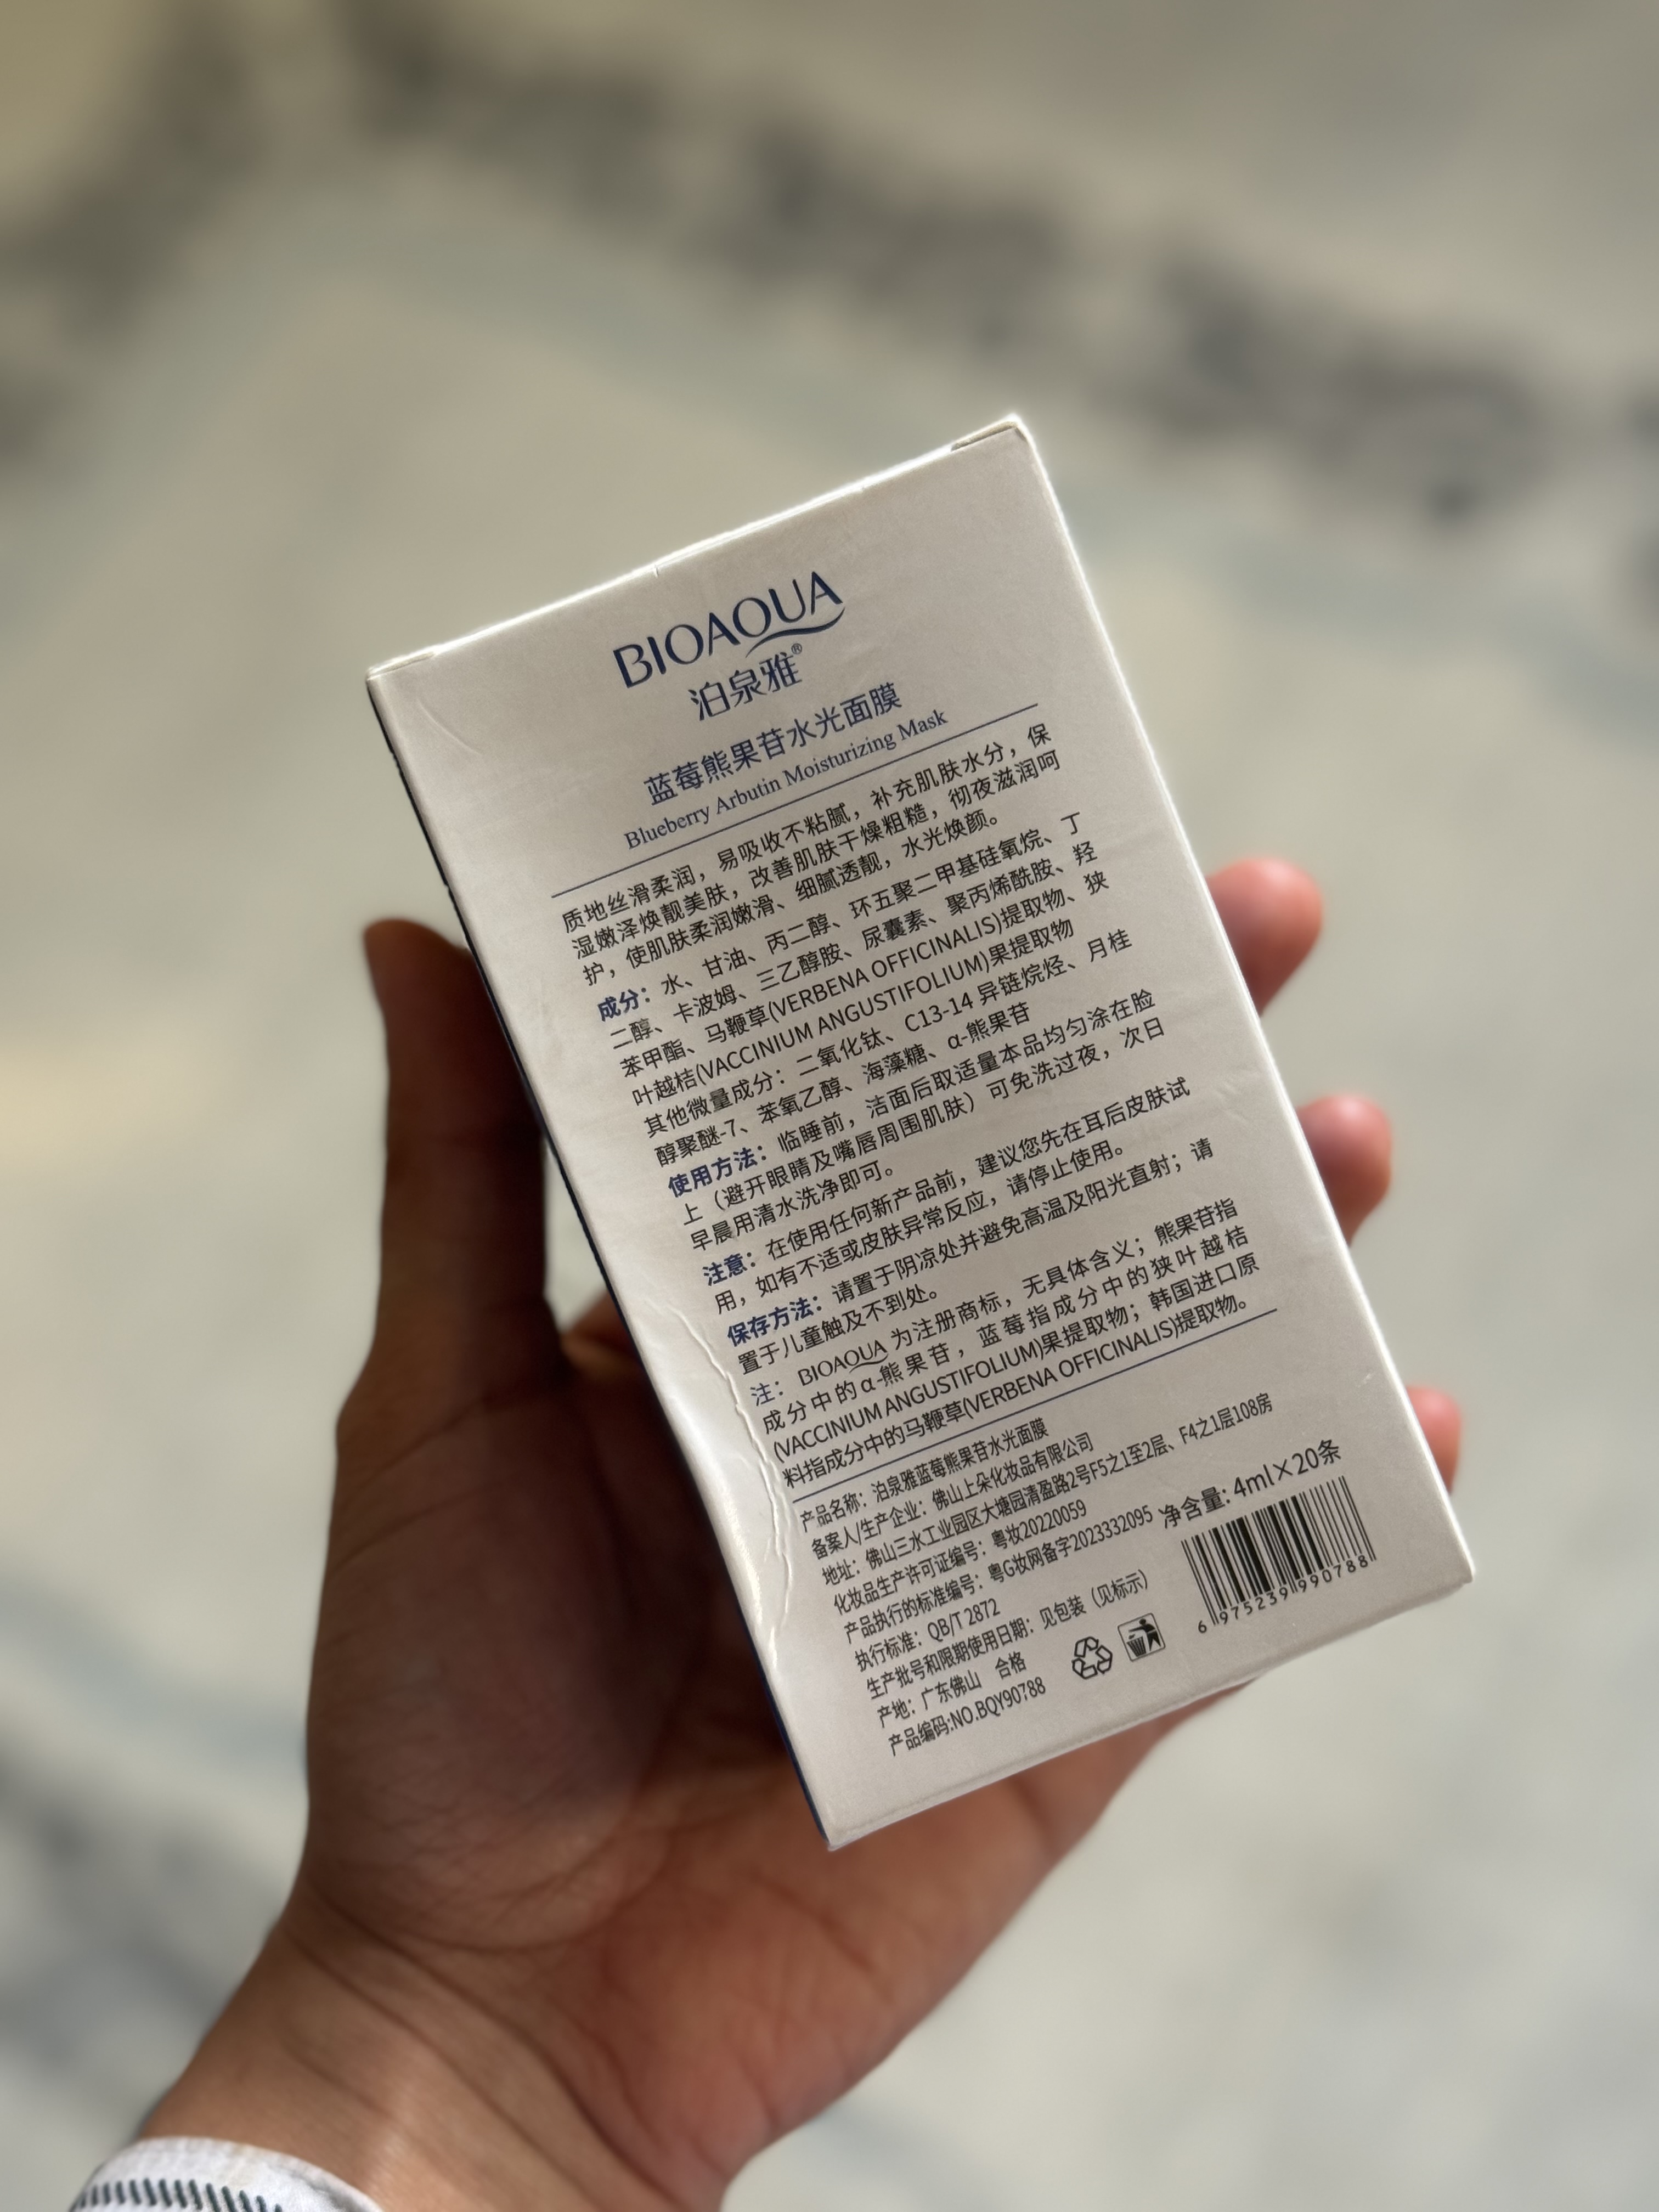 BIOAQUA
泊泉雅®
蓝莓熊果苷水光面膜
Blueberry Arbutin Moisturizing Mask
质地丝滑柔润，易吸收不粘腻，补充肌肤水分，保
湿嫩泽焕靓美肤，改善肌肤干燥粗糙，彻夜滋润呵
护，使肌肤柔润嫩滑、细腻透靓，水光焕颜。
成分：水、甘油、丙二醇、环五聚二甲基硅氧烷、丁
二醇、卡波姆、三乙醇胺、尿囊素、聚丙烯酰胺、羟
苯甲酯、马鞭草(VERBENA OFFICINALIS)提取物、狭
叶越桔(VACCINIUM ANGUSTIFOLIUM)果提取物
其他微量成分：二氧化钛、C13-14 异链烷烃、月桂
醇聚醚-7、苯氧乙醇、海藻糖、α-熊果苷
使用方法：临睡前，洁面后取适量本品均匀涂在脸
上（避开眼睛及嘴唇周围肌肤）可免洗过夜，次日
早晨用清水洗净即可。
注意：在使用任何新产品前，建议您先在耳后皮肤试
用，如有不适或皮肤异常反应，请停止使用。
保存方法：请置于阴凉处并避免高温及阳光直射；请
置于儿童触及不到处。
注：BIOAQUA 为注册商标，无具体含义；熊果苷指
成分中的α-熊果苷，蓝莓指成分中的狭叶越桔
(VACCINIUM ANGUSTIFOLIUM)果提取物；韩国进口原
料指成分中的马鞭草(VERBENA OFFICINALIS)提取物。
产品名称：泊泉雅蓝莓熊果苷水光面膜
备案人/生产企业：佛山上朵化妆品有限公司
地址：佛山三水工业园区大塘园清盈路2号F5之1至2层、F4之1层108房
化妆品生产许可证编号：粤妆20220059
产品执行的标准编号：粤G妆网备字2023332095
净含量: 4ml×20条
执行标准：QB/T 2872
生产批号和限期使用日期：见包装（见标示）
产地：广东佛山 合格
产品编码:NO.BQY90788
6 975239 990788